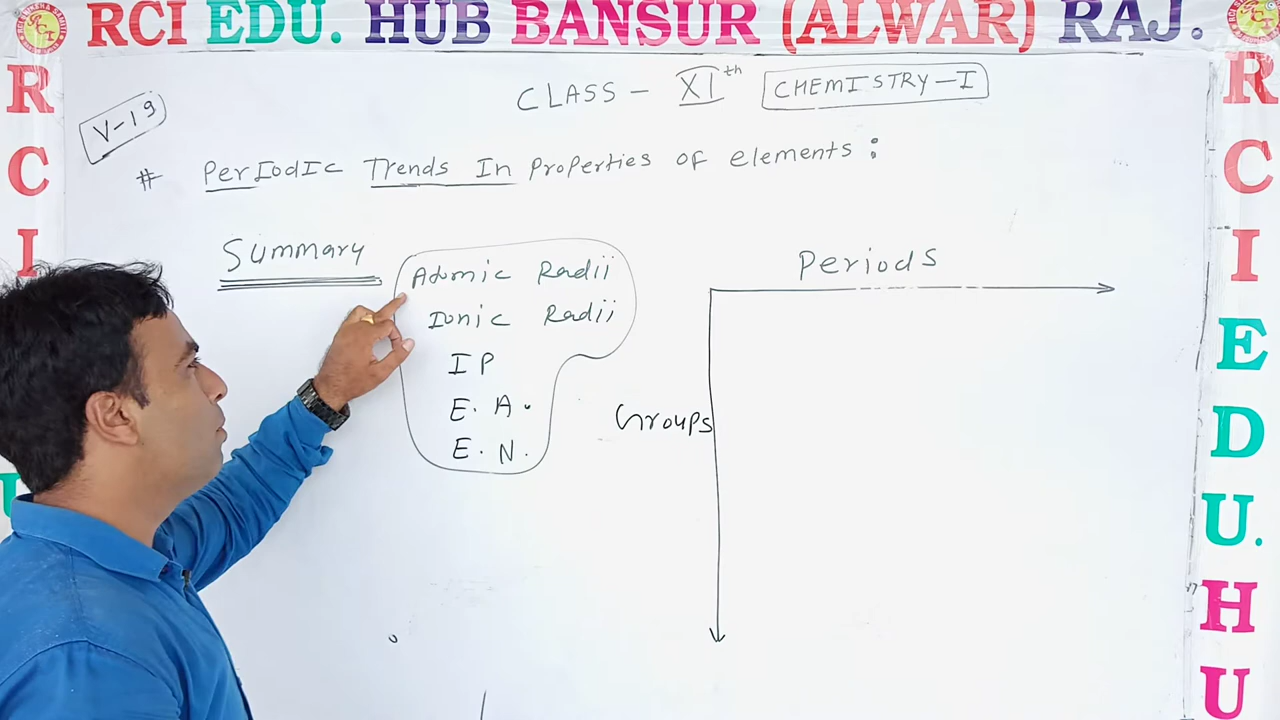 RCI EDU. HUB BANSUR (ALWAR) RAJ.
R
C
I
U
CLASS - XIth CHEMISTRY-I
V-19
# PerIodIc Trends In Properties of elements:
Summary
Atomic Radii
Ionic Radii
IP
E. A.
E. N.
Periods
Groups
R
C
I
E
D
U.
H
U